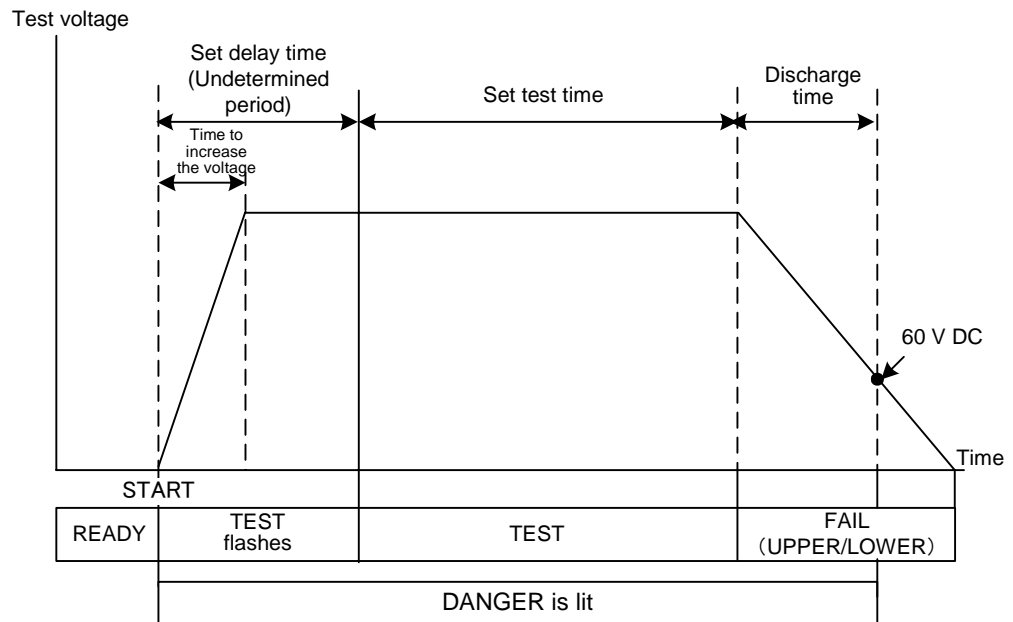 Test voltage
Set delay time
(Undetermined
period)
Set test time
Discharge
time
Time to
increase
the voltage
60 V DC
Time
START
READY
TEST
flashes
TEST
FAIL
（UPPER/LOWER）
DANGER is lit